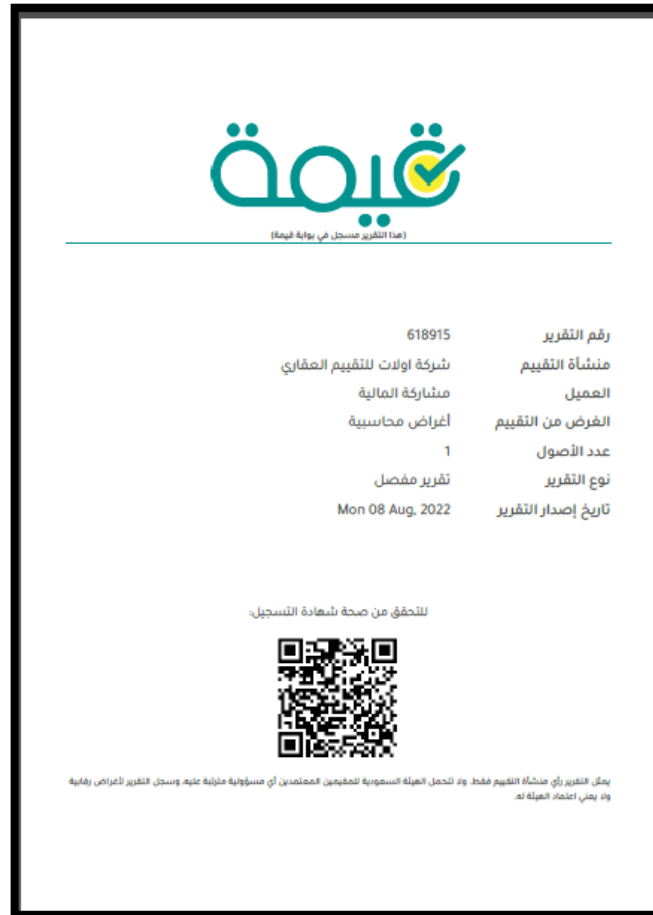 قيمة
(هذا التقرير مسجل في بوابة قيمة)
رقم التقرير 618915
منشأة التقييم شركة اولات للتقييم العقاري
العميل مشاركة المالية
الغرض من التقييم أغراض محاسبية
عدد الأصول 1
نوع التقرير تقرير مفصل
تاريخ إصدار التقرير Mon 08 Aug, 2022
للتحقق من صحة شهادة التسجيل:
يمثل التقرير رأي منشأة التقييم فقط، ولا تتحمل الهيئة السعودية للمقيمين المعتمدين أي مسؤولية مترتبة عليه، وسجل التقرير لأغراض رقابية
ولا يعني اعتماد الهيئة له.